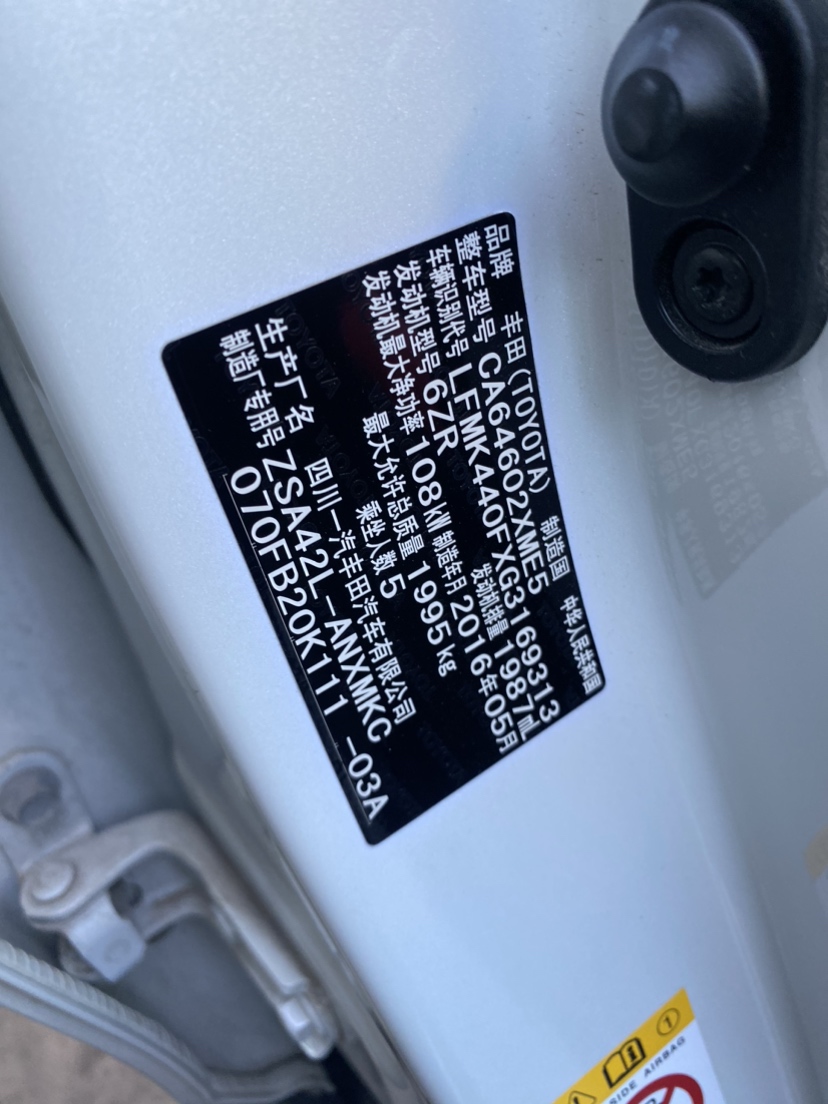 品牌 丰田(TOYOTA) 制造国 中华人民共和国
整车型号 CA64602XME5
车辆识别代号 LFMK440FXG3169313
发动机型号 6ZR 发动机排量 1987mL
发动机最大净功率 108kW 制造年月 2016年05月
最大允许总质量 1995kg
乘坐人数 5
生产厂名 四川一汽丰田汽车有限公司
制造厂专用号 ZSA42L-ANXMKC
070FB20K111 -03A
SIDE AIRBAG